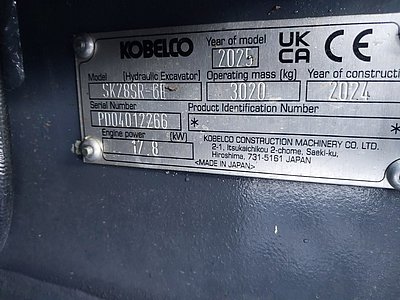 KOBELCO
Year of model
2025
UK
CA CE
Model (Hydraulic Excavator) Operating mass (kg) Year of constructi
SK28SR-6E 3020 2024
Serial Number Product Identification Number
PD04017266 * *
Engine power (kW)
17.8
KOBELCO CONSTRUCTION MACHINERY CO. LTD.
2-1, Itsukaichikou 2-chome, Saeki-ku,
Hiroshima, 731-5161 JAPAN
<MADE IN JAPAN>